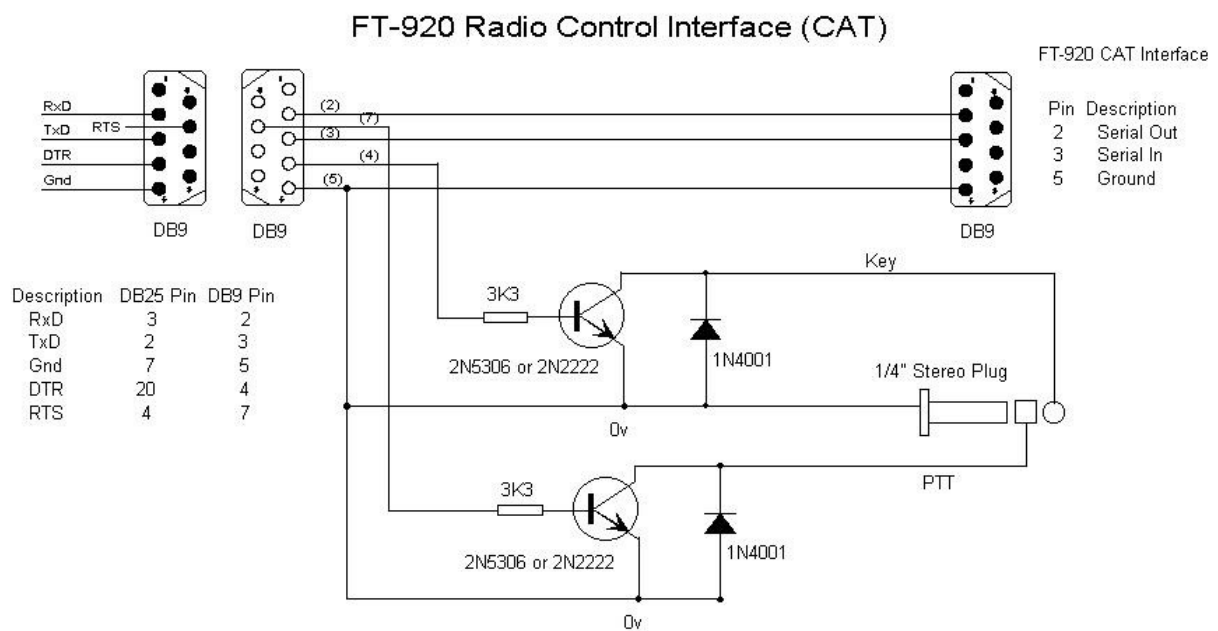 FT-920 Radio Control Interface (CAT)
FT-920 CAT Interface
Pin Description
2 Serial Out
3 Serial In
5 Ground
RxD
RTS
TxD
DTR
Gnd
(2)
(7)
(3)
(4)
(5)
DB9
DB9
DB9
Description DB25 Pin DB9 Pin
RxD 3 2
TxD 2 3
Gnd 7 5
DTR 20 4
RTS 4 7
Key
3K3
2N5306 or 2N2222
1N4001
1/4" Stereo Plug
0v
PTT
3K3
2N5306 or 2N2222
1N4001
0v